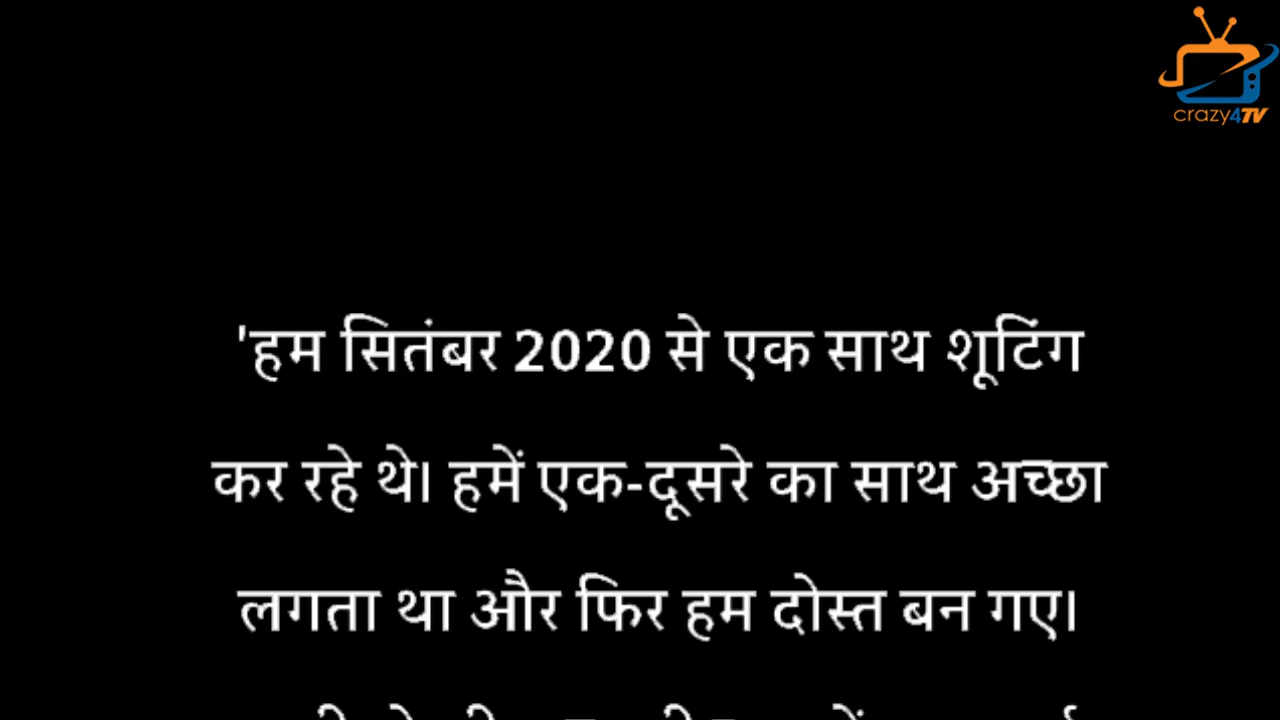 crazy4TV
'हम सितंबर 2020 से एक साथ शूटिंग
कर रहे थे। हमें एक-दूसरे का साथ अच्छा
लगता था और फिर हम दोस्त बन गए।